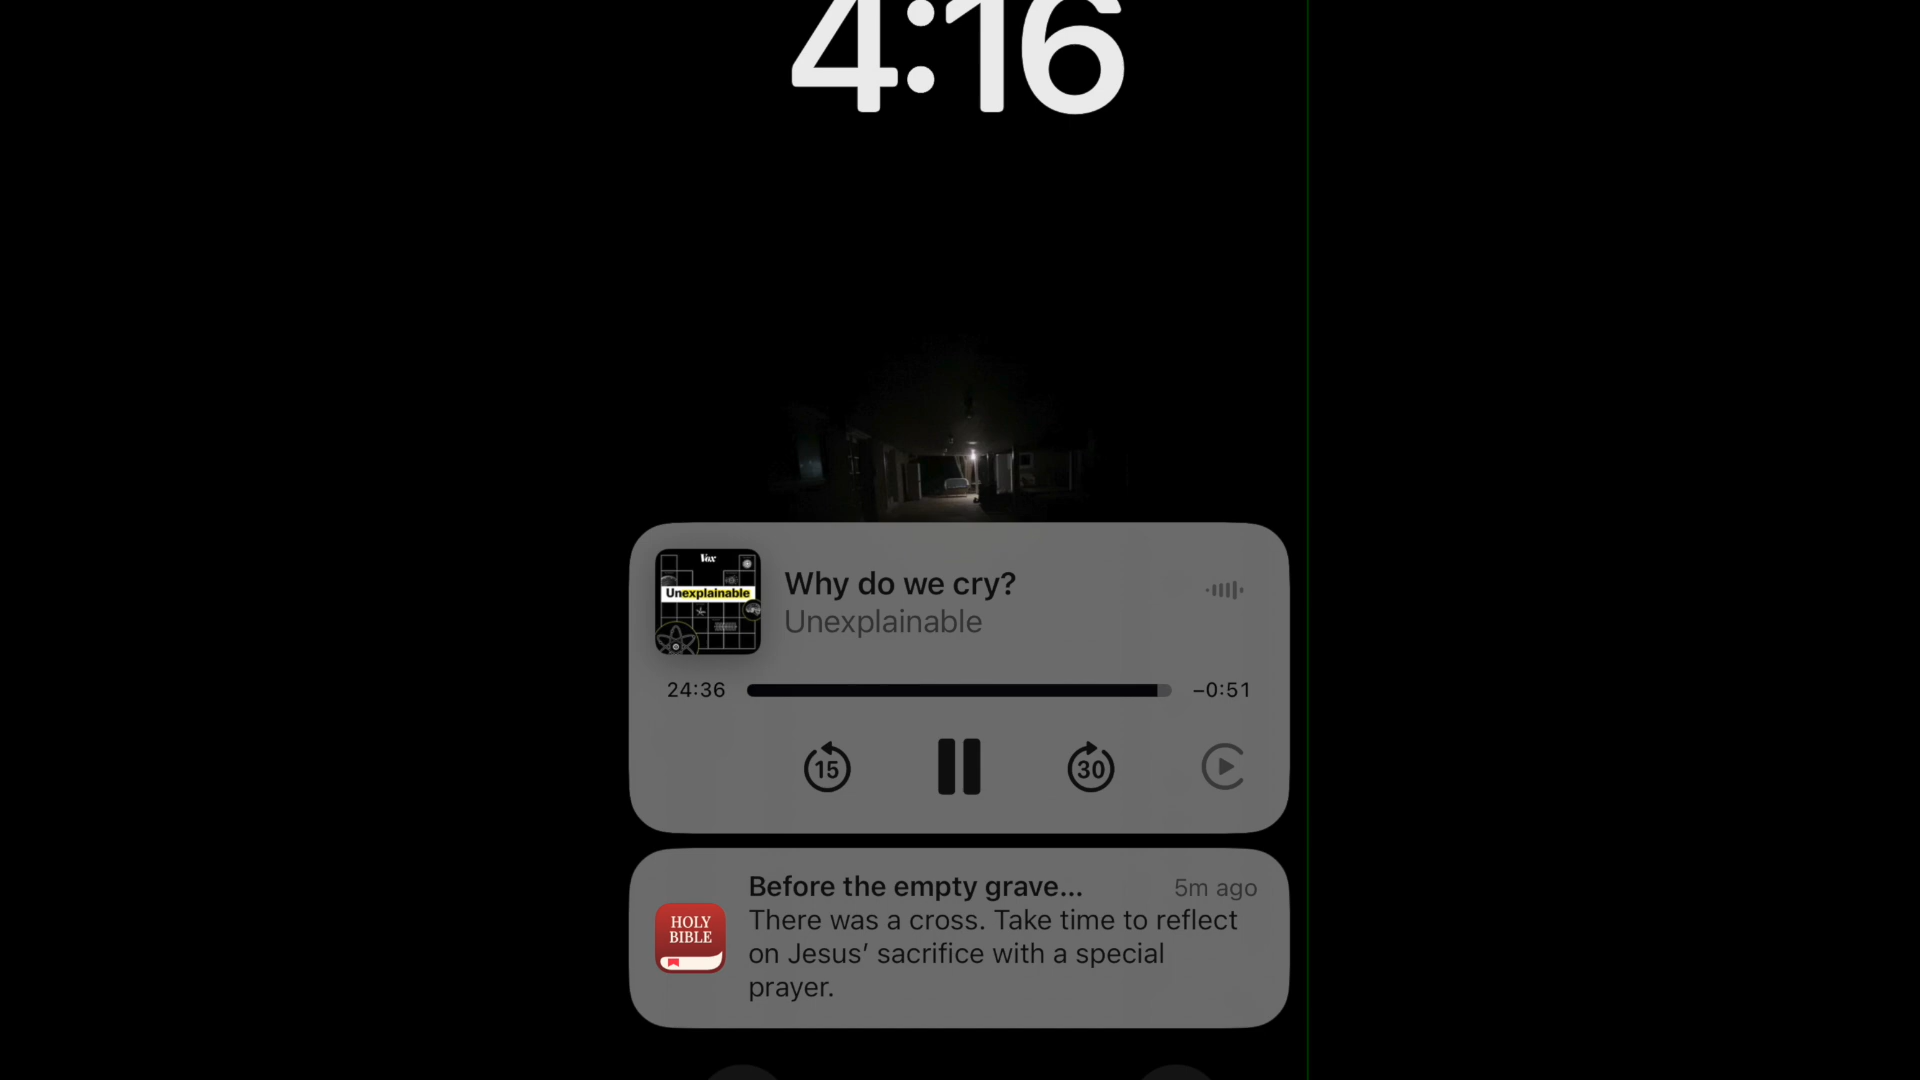 4:16
Vox
Unexplainable
Why do we cry?
Unexplainable
24:36
–0:51
15
30
Before the empty grave...
5m ago
HOLY
BIBLE
There was a cross. Take time to reflect
on Jesus’ sacrifice with a special
prayer.